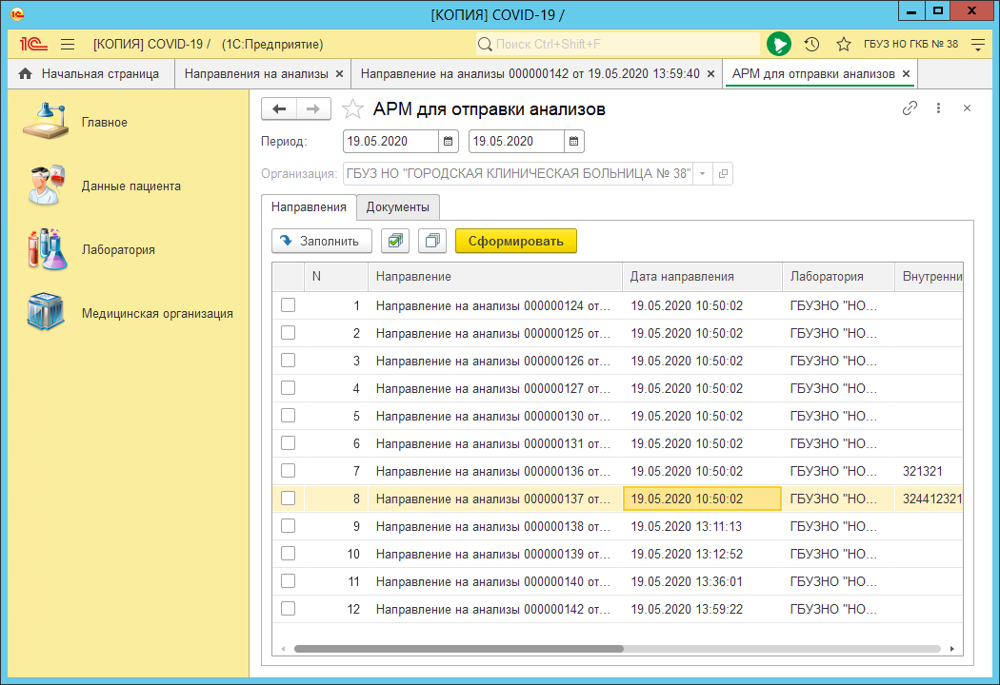 [КОПИЯ] COVID-19 /
[КОПИЯ] COVID-19 / (1С:Предприятие)
Поиск Ctrl+Shift+F
ГБУЗ НО ГКБ № 38
Начальная страница
Направления на анализы ×
Направление на анализы 000000142 от 19.05.2020 13:59:40 ×
АРМ для отправки анализов ×
Главное
Данные пациента
Лаборатория
Медицинская организация
АРМ для отправки анализов
Период: 19.05.2020 19.05.2020
Организация: ГБУЗ НО "ГОРОДСКАЯ КЛИНИЧЕСКАЯ БОЛЬНИЦА № 38"
Направления Документы
Заполнить Сформировать
N Направление Дата направления Лаборатория Внутренни
1 Направление на анализы 000000124 от... 19.05.2020 10:50:02 ГБУЗНО "НО...
2 Направление на анализы 000000125 от... 19.05.2020 10:50:02 ГБУЗНО "НО...
3 Направление на анализы 000000126 от... 19.05.2020 10:50:02 ГБУЗНО "НО...
4 Направление на анализы 000000127 от... 19.05.2020 10:50:02 ГБУЗНО "НО...
5 Направление на анализы 000000130 от... 19.05.2020 10:50:02 ГБУЗНО "НО...
6 Направление на анализы 000000131 от... 19.05.2020 10:50:02 ГБУЗНО "НО...
7 Направление на анализы 000000136 от... 19.05.2020 10:50:02 ГБУЗНО "НО... 321321
8 Направление на анализы 000000137 от... 19.05.2020 10:50:02 ГБУЗНО "НО... 324412321
9 Направление на анализы 000000138 от... 19.05.2020 13:11:13 ГБУЗНО "НО...
10 Направление на анализы 000000139 от... 19.05.2020 13:12:52 ГБУЗНО "НО...
11 Направление на анализы 000000140 от... 19.05.2020 13:36:01 ГБУЗНО "НО...
12 Направление на анализы 000000142 от... 19.05.2020 13:59:22 ГБУЗНО "НО...